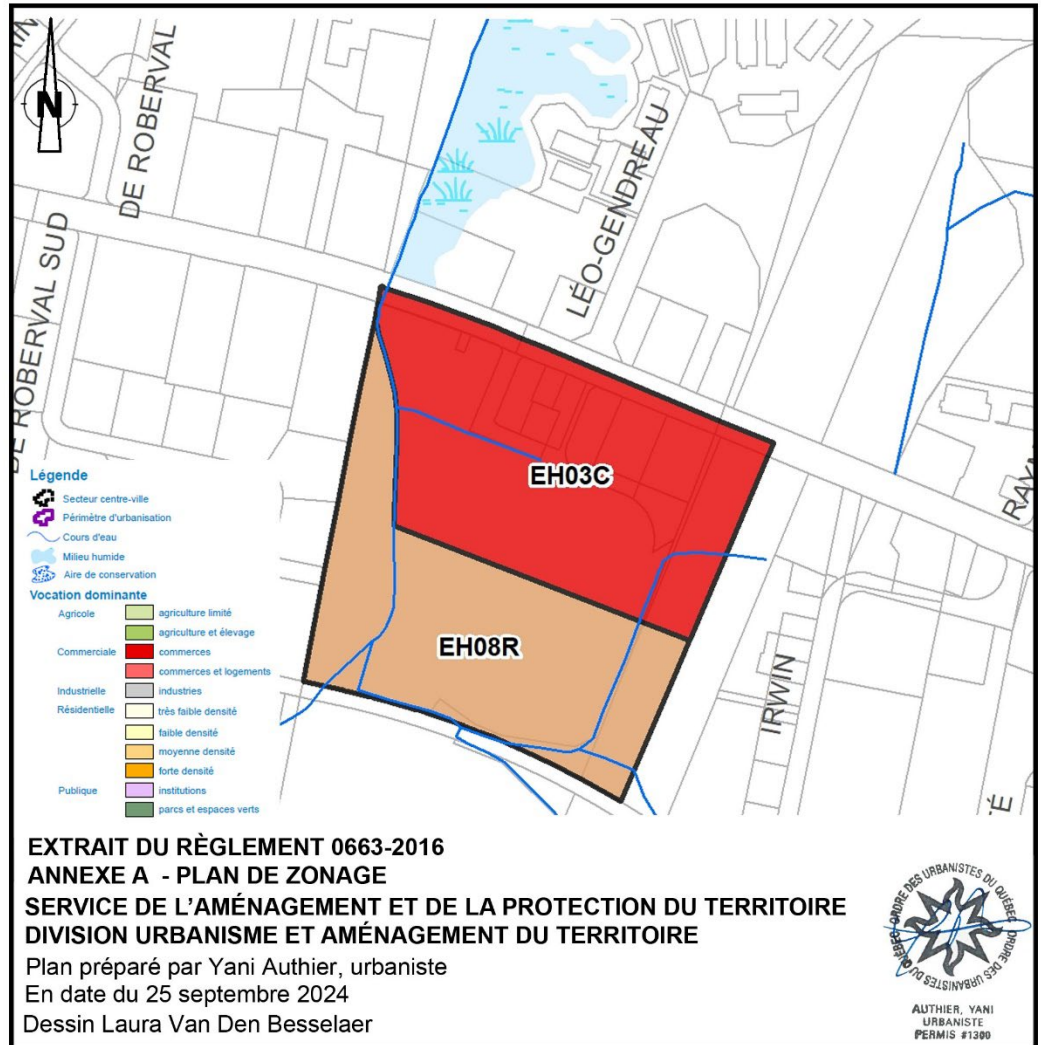 N
DE ROBERVAL
DE ROBERVAL SUD
LÉO-GENDREAU
EH03C
EH08R
IRWIN
Légende
Secteur centre-ville
Périmètre d'urbanisation
Cours d'eau
Milieu humide
Aire de conservation
Vocation dominante
Agricole
agriculture limité
agriculture et élevage
Commerciale
commerces
commerces et logements
Industrielle
industries
Résidentielle
très faible densité
faible densité
moyenne densité
forte densité
Publique
institutions
parcs et espaces verts
EXTRAIT DU RÈGLEMENT 0663-2016
ANNEXE A - PLAN DE ZONAGE
SERVICE DE L'AMÉNAGEMENT ET DE LA PROTECTION DU TERRITOIRE
DIVISION URBANISME ET AMÉNAGEMENT DU TERRITOIRE
Plan préparé par Yani Authier, urbaniste
En date du 25 septembre 2024
Dessin Laura Van Den Besselaer
ORDRE DES URBANISTES DU QUÉBEC
ORDRE DES URBANISTES DU QUÉBEC
AUTHIER, YANI
URBANISTE
PERMIS #1300